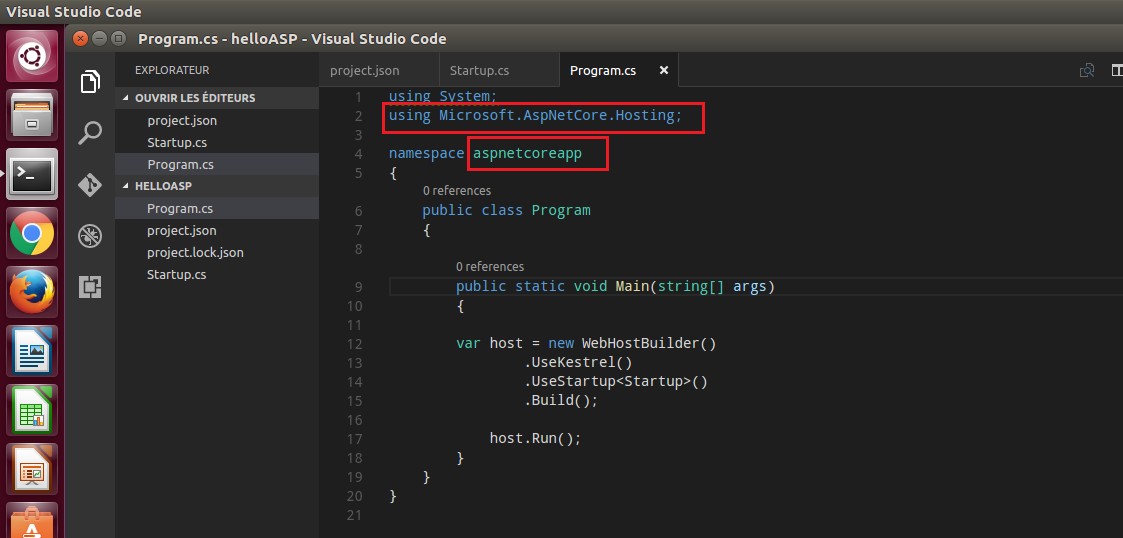 Visual Studio Code
Program.cs - helloASP - Visual Studio Code
EXPLORATEUR
OUVRIR LES ÉDITEURS
project.json
Startup.cs
Program.cs
HELLOASP
Program.cs
project.json
project.lock.json
Startup.cs
project.json Startup.cs Program.cs
1 using System;
2 using Microsoft.AspNetCore.Hosting;
3
4 namespace aspnetcoreapp
5 {
0 references
6 public class Program
7 {
8
0 references
9 public static void Main(string[] args)
10 {
11
12 var host = new WebHostBuilder()
13 .UseKestrel()
14 .UseStartup<Startup>()
15 .Build();
16
17 host.Run();
18 }
19 }
20 }
21